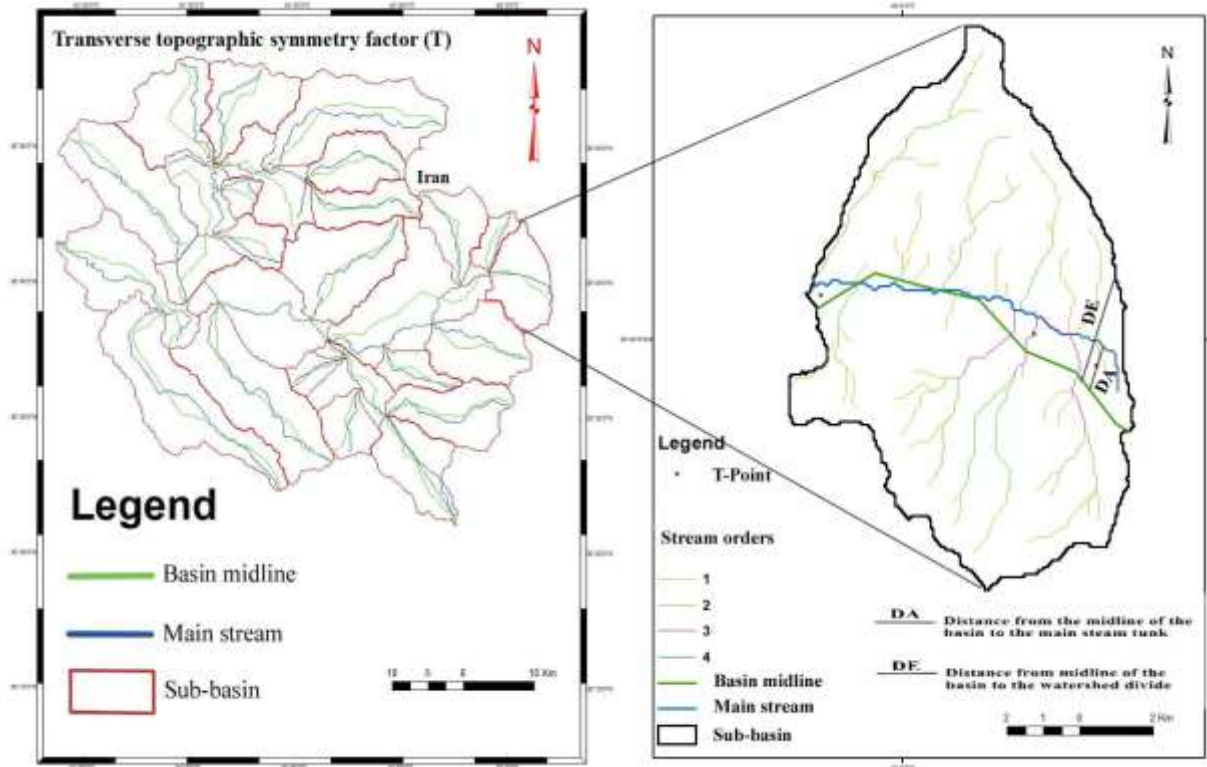 Transverse topographic symmetry factor (T)
N
Iran
Legend
Basin midline
Main stream
Sub-basin
10 5 0 10 Km
N
DE
DA
Legend
T-Point
Stream orders
1
2
3
4
Basin midline
Main stream
Sub-basin
DA
Distance from the midline of the
basin to the main steam tunk
DE
Distance from midline of the
basin to the watershed divide
2 1 0 2 Km